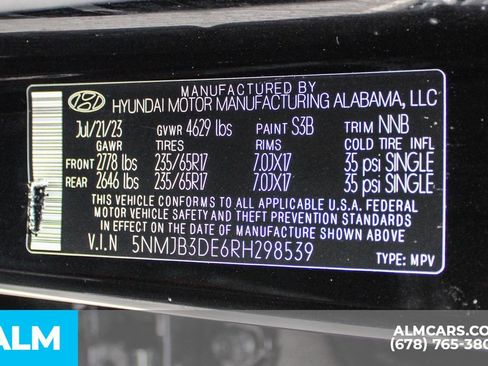 MANUFACTURED BY
HYUNDAI MOTOR MANUFACTURING ALABAMA, LLC
Jul/21/23 GVWR 4629 lbs PAINT S3B TRIM NNB
GAWR TIRES RIMS COLD TIRE INFL.
FRONT 2778 lbs 235/65R17 7.0JX17 35 psi SINGLE
REAR 2646 lbs 235/65R17 7.0JX17 35 psi SINGLE
THIS VEHICLE CONFORMS TO ALL APPLICABLE U.S.A. FEDERAL
MOTOR VEHICLE SAFETY AND THEFT PREVENTION STANDARDS
IN EFFECT ON THE DATE OF MANUFACTURE SHOWN ABOVE.
V.I.N 5NMJB3DE6RH298539 TYPE: MPV
ALM
ALMCARS.CO
(678) 765-380